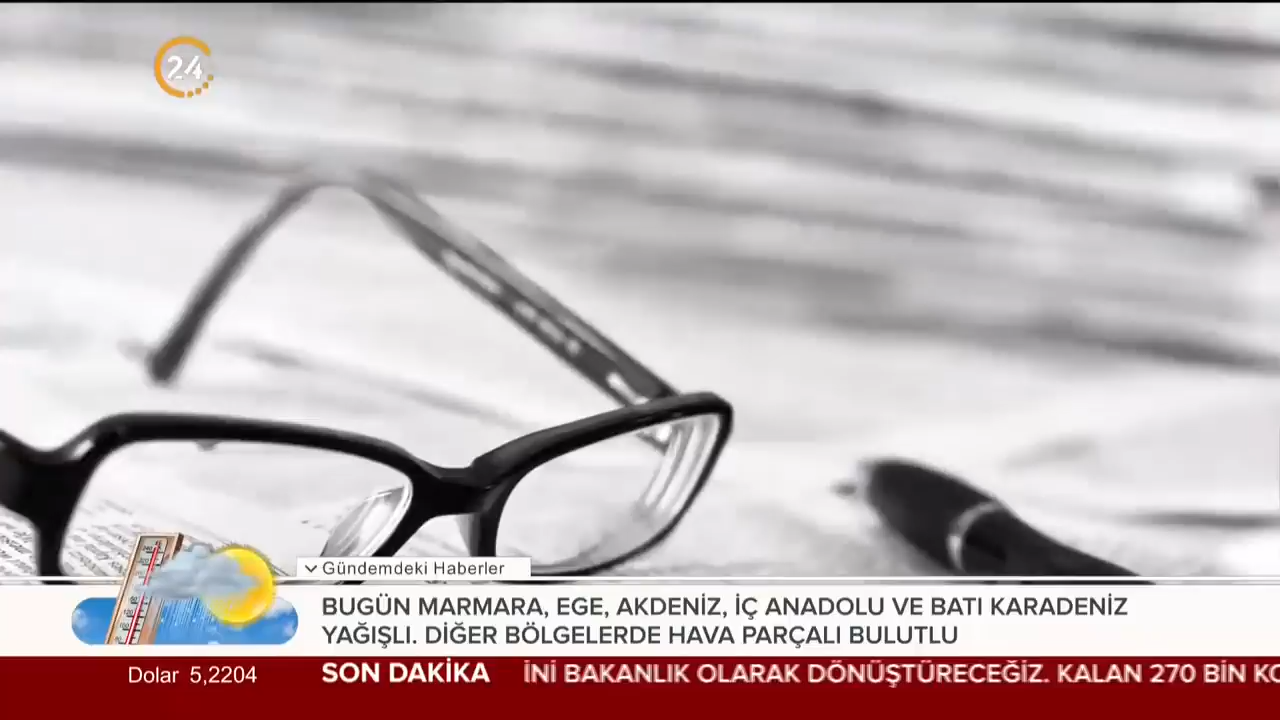 24
Gündemdeki Haberler
BUGÜN MARMARA, EGE, AKDENİZ, İÇ ANADOLU VE BATI KARADENİZ
YAĞIŞLI. DİĞER BÖLGELERDE HAVA PARÇALI BULUTLU
Dolar 5,2204
SON DAKİKA
İNİ BAKANLIK OLARAK DÖNÜŞTÜRECEĞİZ. KALAN 270 BİN